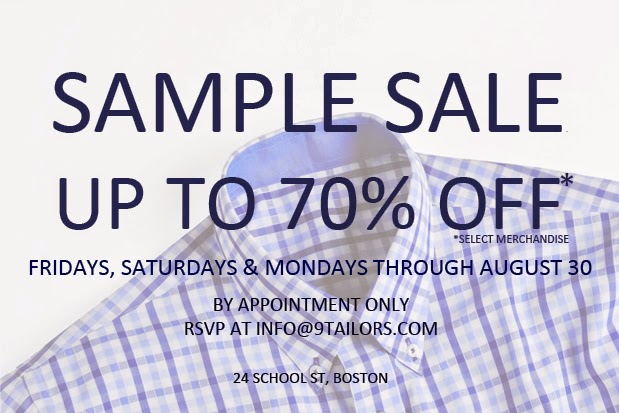 SAMPLE SALE
UP TO 70% OFF*
*SELECT MERCHANDISE
FRIDAYS, SATURDAYS & MONDAYS THROUGH AUGUST 30
BY APPOINTMENT ONLY
RSVP AT INFO@9TAILORS.COM
24 SCHOOL ST, BOSTON